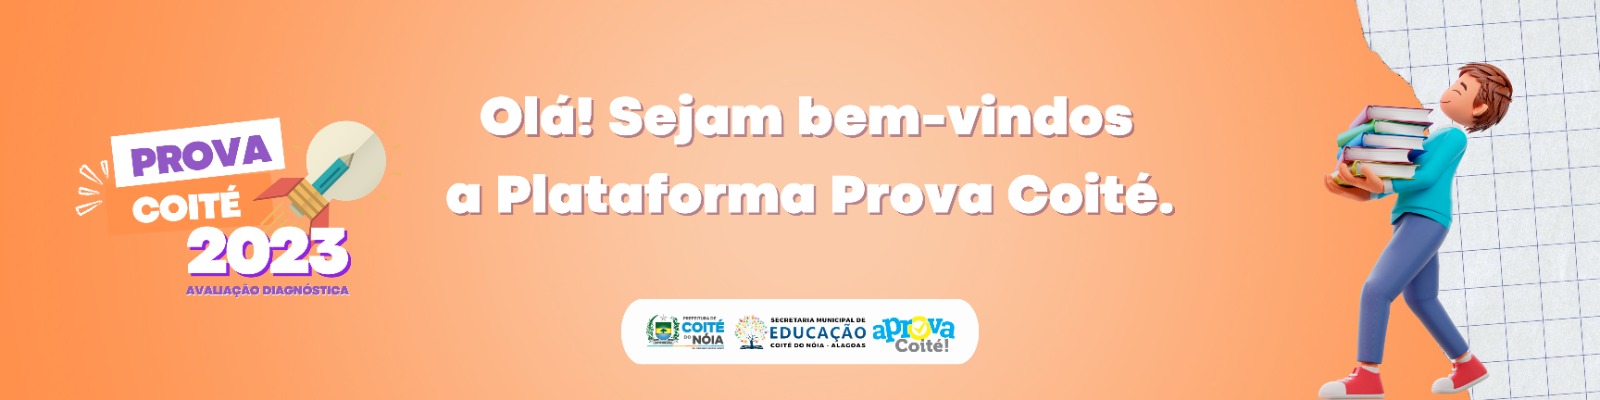 PROVA
COITÉ
2023
AVALIAÇÃO DIAGNÓSTICA
Olá! Sejam bem-vindos
a Plataforma Prova Coité.
PREFEITURA DE
COITÉ
DO NÓIA
SECRETARIA MUNICIPAL DE
EDUCAÇÃO
COITÉ DO NÓIA - ALAGOAS
aprova
Coité!